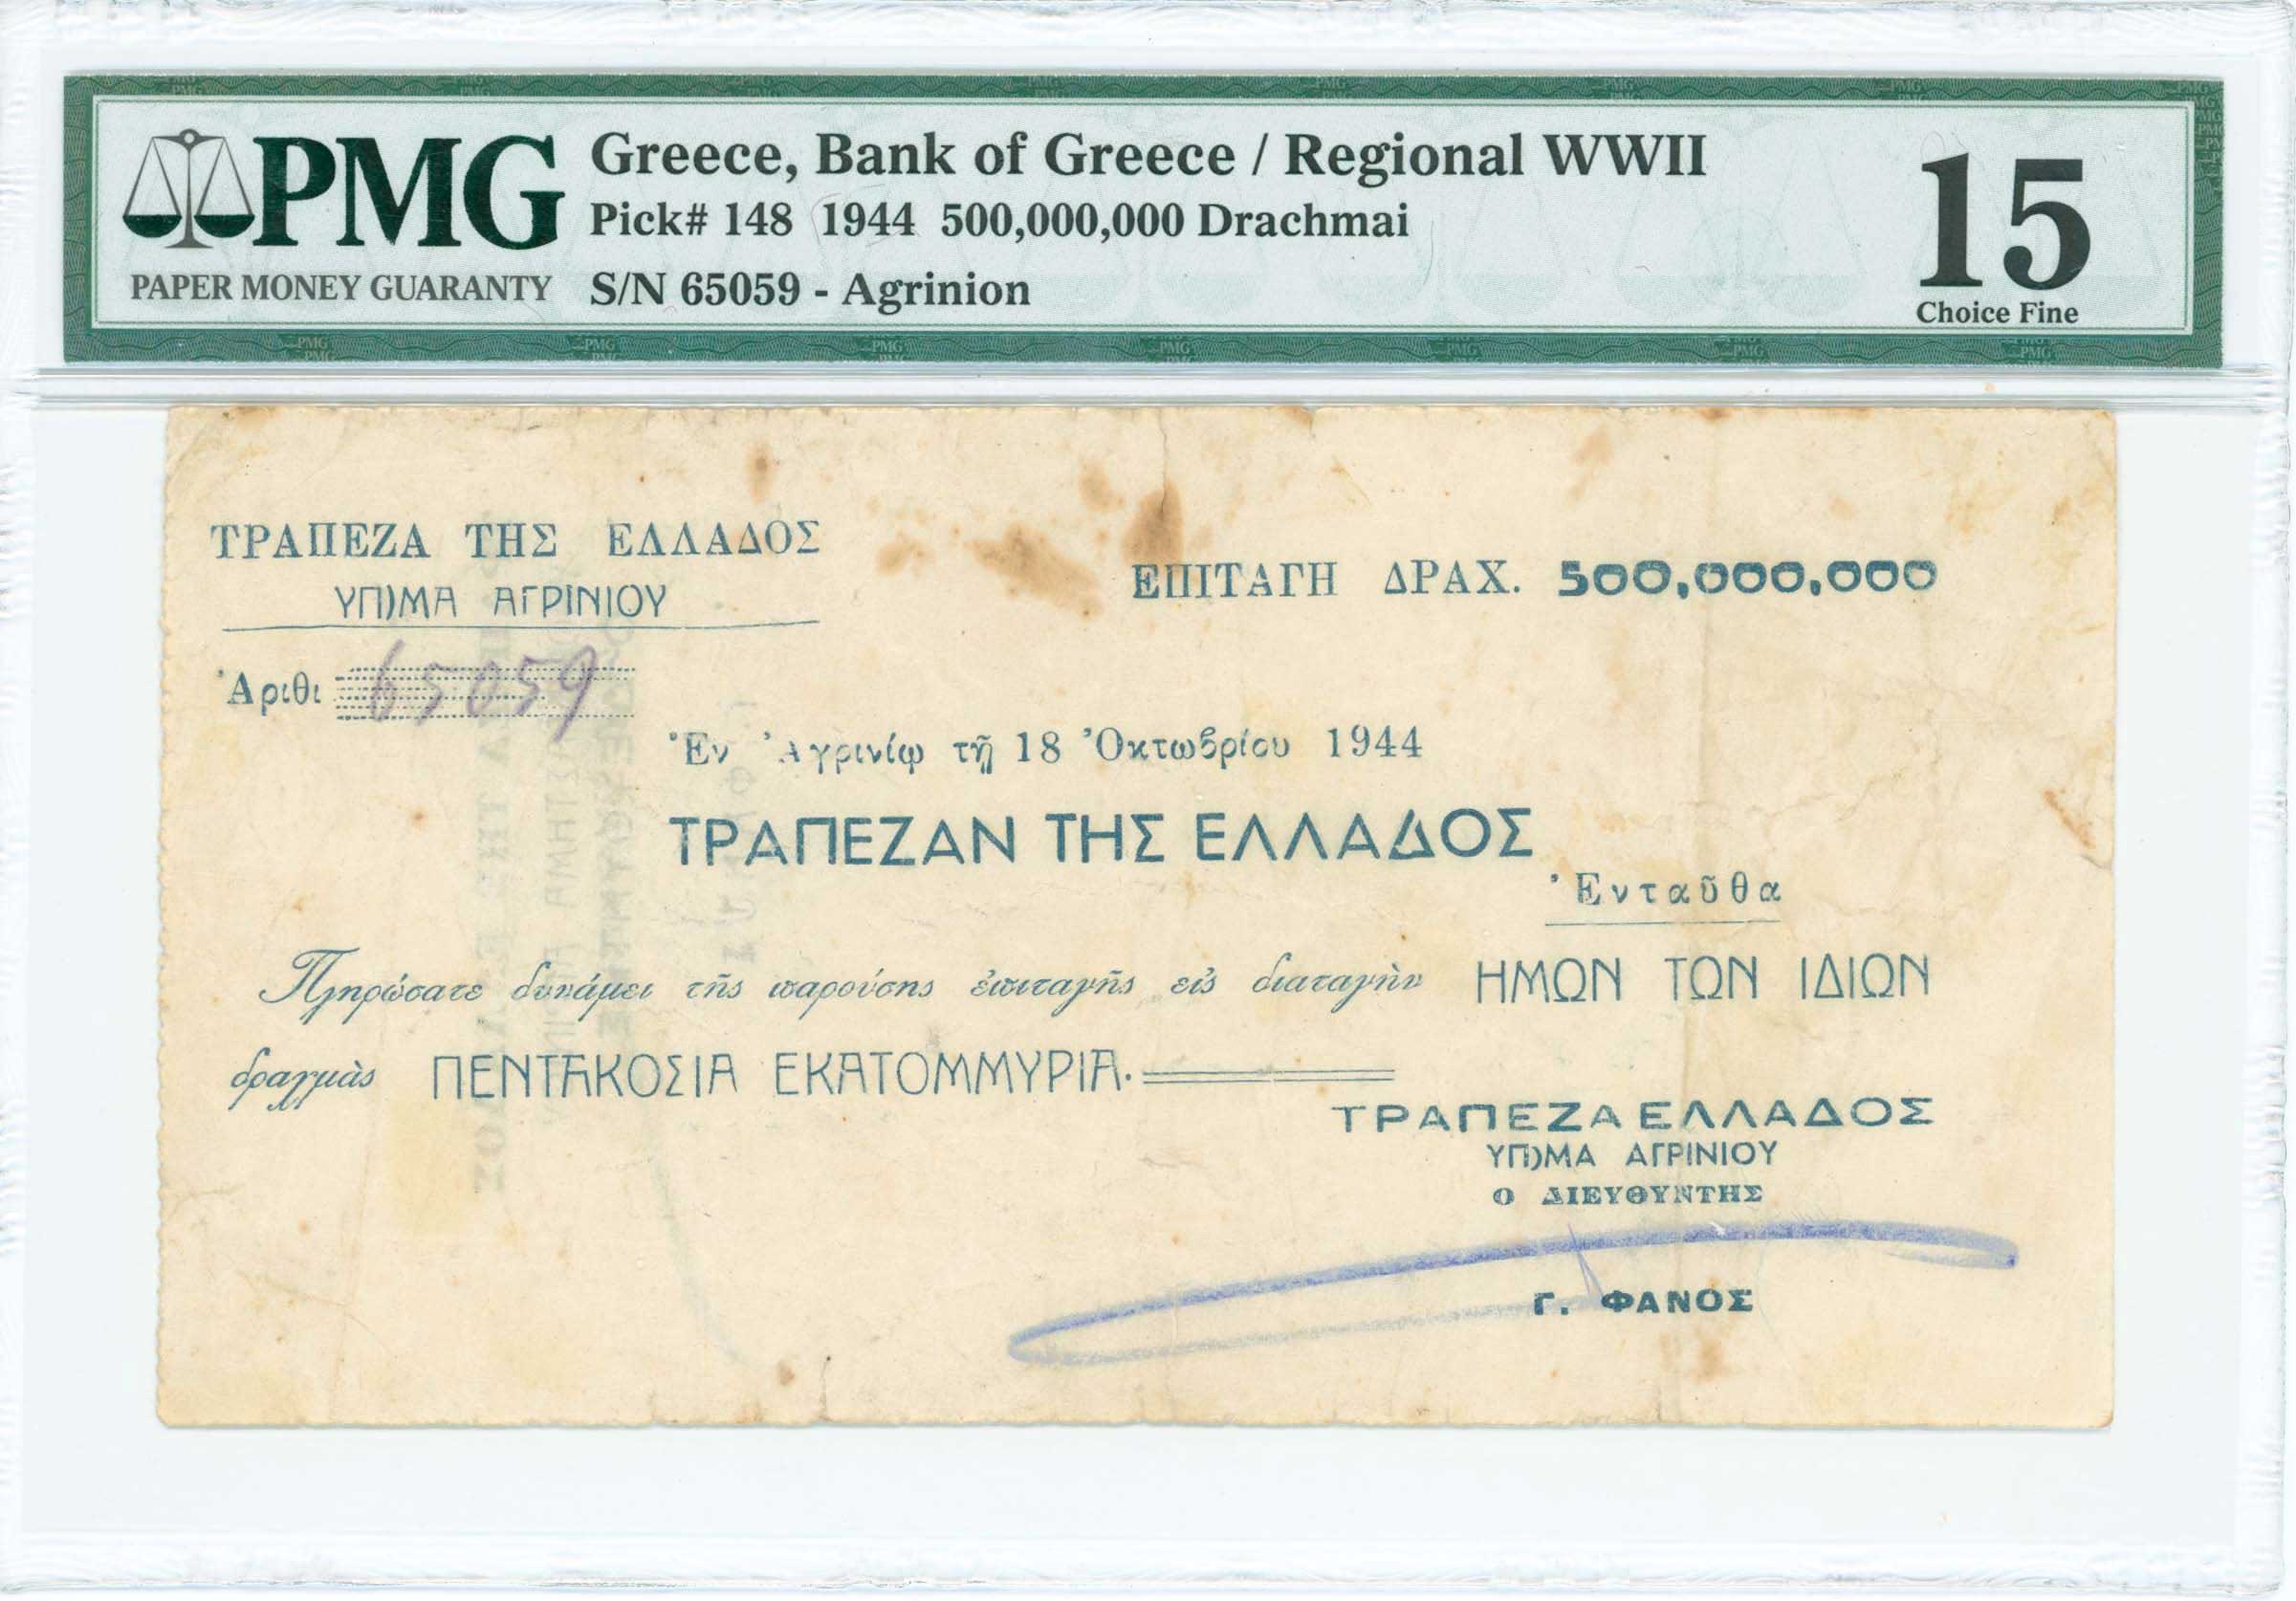 PMG
PAPER MONEY GUARANTY
Greece, Bank of Greece / Regional WWII
Pick# 148 1944 500,000,000 Drachmai
S/N 65059 - Agrinion
15
Choice Fine
ΤΡΑΠΕΖΑ ΤΗΣ ΕΛΛΑΔΟΣ
ΥΠ)ΜΑ ΑΓΡΙΝΙΟΥ
ΕΠΙΤΑΓΗ ΔΡΑΧ. 500,000,000
Ἀριθι 65059
Ἐν Ἀγρινίῳ τῇ 18 Ὀκτωβρίου 1944
ΤΡΑΠΕΖΑΝ ΤΗΣ ΕΛΛΑΔΟΣ
Ἐνταῦθα
Πληρώσατε δυνάμει τῆς παρούσης ἐπιταγῆς εἰς διαταγὴν ΗΜΩΝ ΤΩΝ ΙΔΙΩΝ
δραχμὰς ΠΕΝΤΑΚΟΣΙΑ ΕΚΑΤΟΜΜΥΡΙΑ.
ΤΡΑΠΕΖΑ ΕΛΛΑΔΟΣ
ΥΠ)ΜΑ ΑΓΡΙΝΙΟΥ
Ο ΔΙΕΥΘΥΝΤΗΣ
Γ. ΦΑΝΟΣ